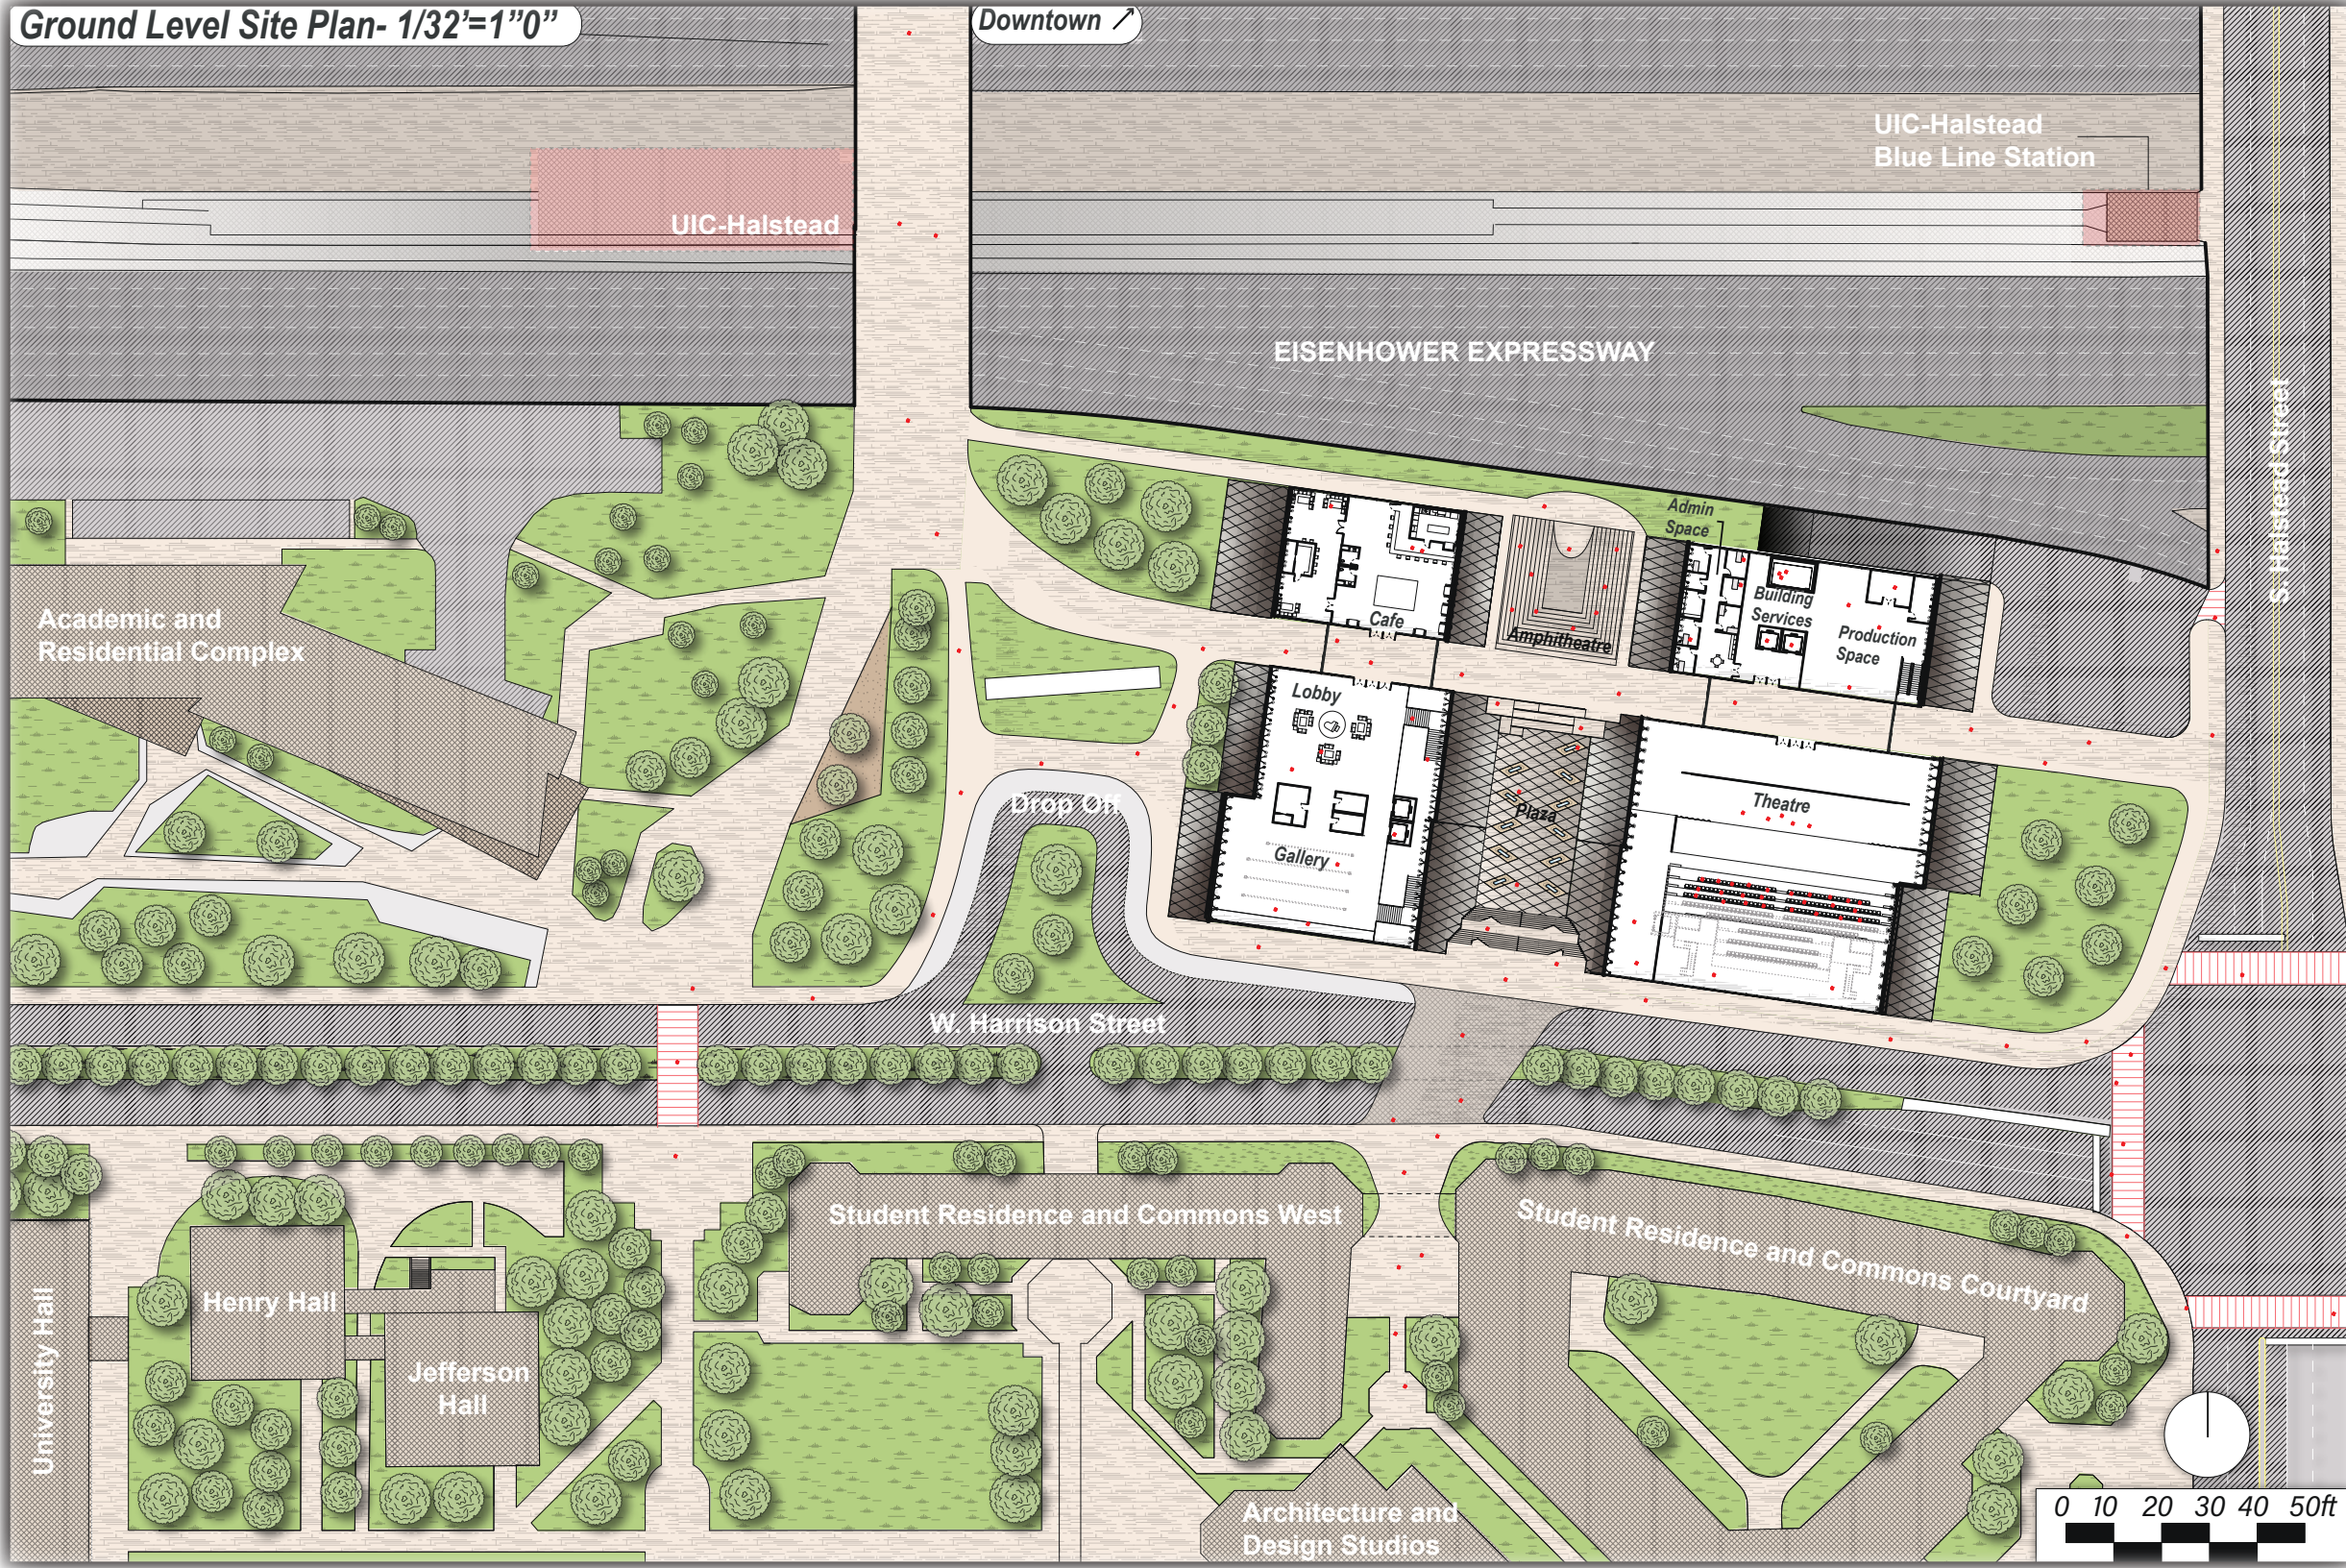 Ground Level Site Plan- 1/32’=1”0”
Downtown ↗
UIC-Halstead
Blue Line Station
UIC-Halstead
EISENHOWER EXPRESSWAY
S. Halstead Street
Admin
Space
Building
Services
Production
Space
Cafe
Amphitheatre
Academic and
Residential Complex
Lobby
Drop Off
Plaza
Theatre
Gallery
W. Harrison Street
Student Residence and Commons West
Student Residence and Commons Courtyard
University Hall
Henry Hall
Jefferson
Hall
Architecture and
Design Studios
0 10 20 30 40 50ft